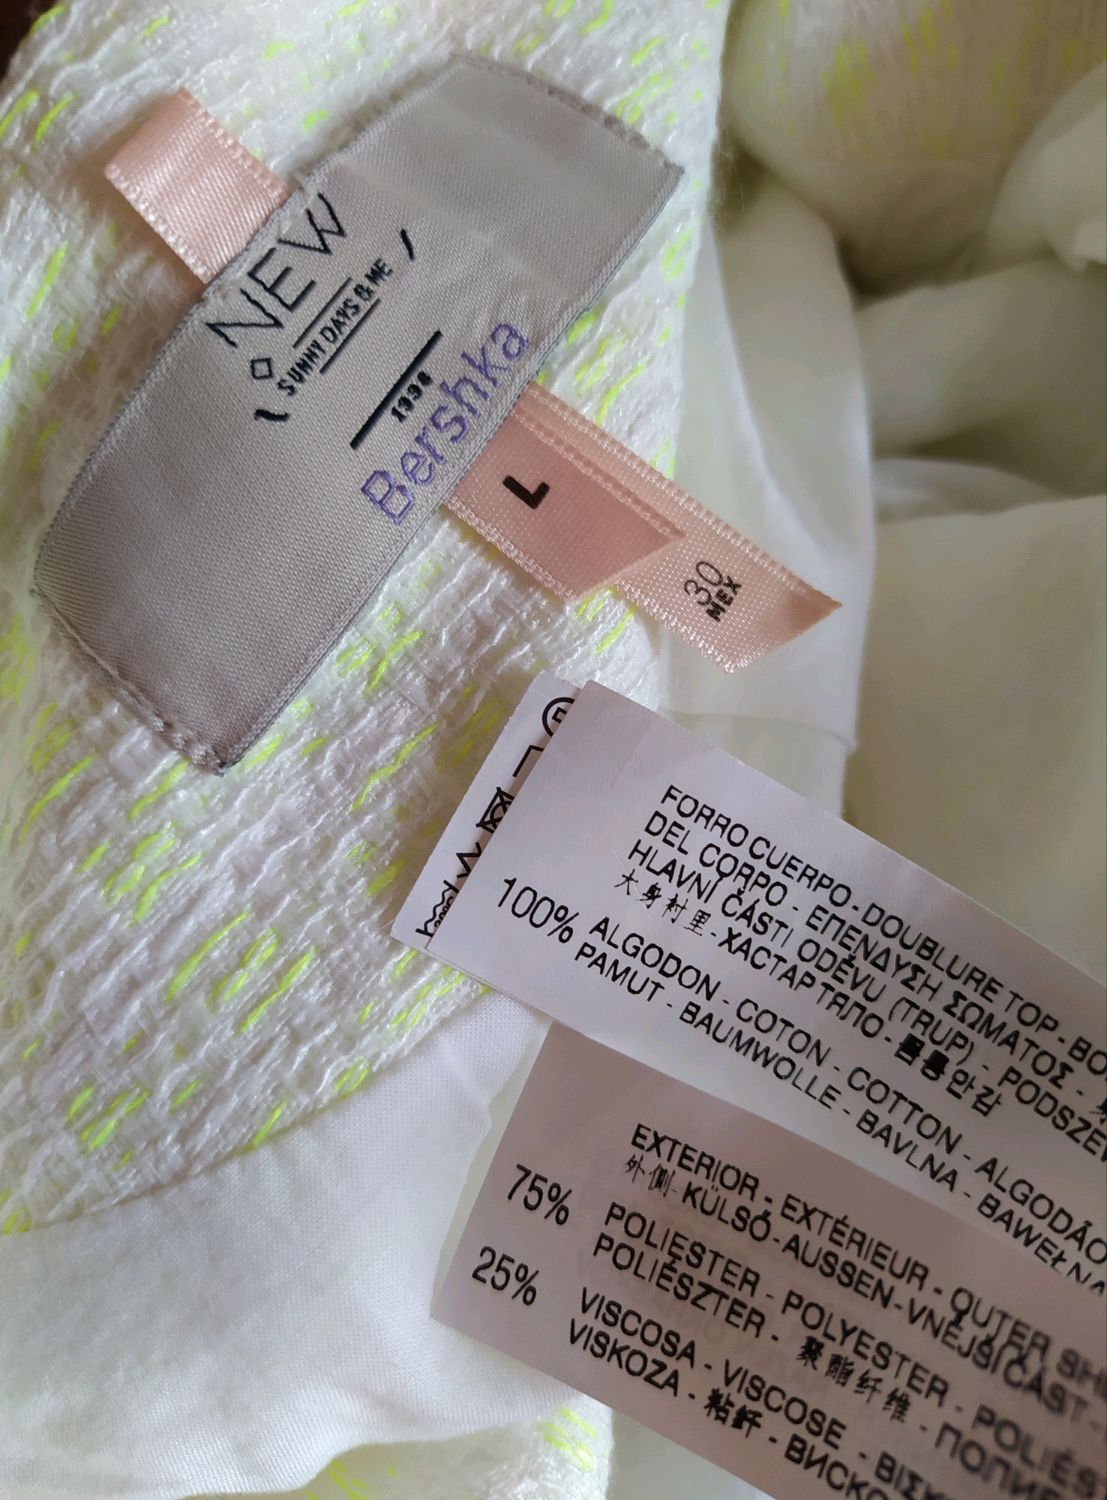 NEW
SUNNY DAYS & ME
1998
Bershka
L
30
MEX
FORRO CUERPO - DOUBLURE TOP - BO
DEL CORPO - ΕΠΕΝΔΥΣΗ ΣΩΜΑΤΟΣ -
HLAVNÍ ČÁSTI ODĚVU (TRUP) - PODSZEW
大身衬里 - ХАСТАР ТЯЛО - 몸통안감
100% ALGODON - COTON - COTTON - ALGODÃO
PAMUT - BAUMWOLLE - BAVLNA - BAWEŁNA
EXTERIOR - EXTÉRIEUR - OUTER SHE
外側 - KÜLSŐ - AUSSEN - VNĚJŠÍ ČÁST -
75% POLIESTER - POLYESTER - POLIÉS
POLIÉSZTER - 聚酯纤维 - ПОЛИЕ
25% VISCOSA - VISCOSE - ΒΙΣΚ
VISKOZA - 粘纤 - ВИСКО